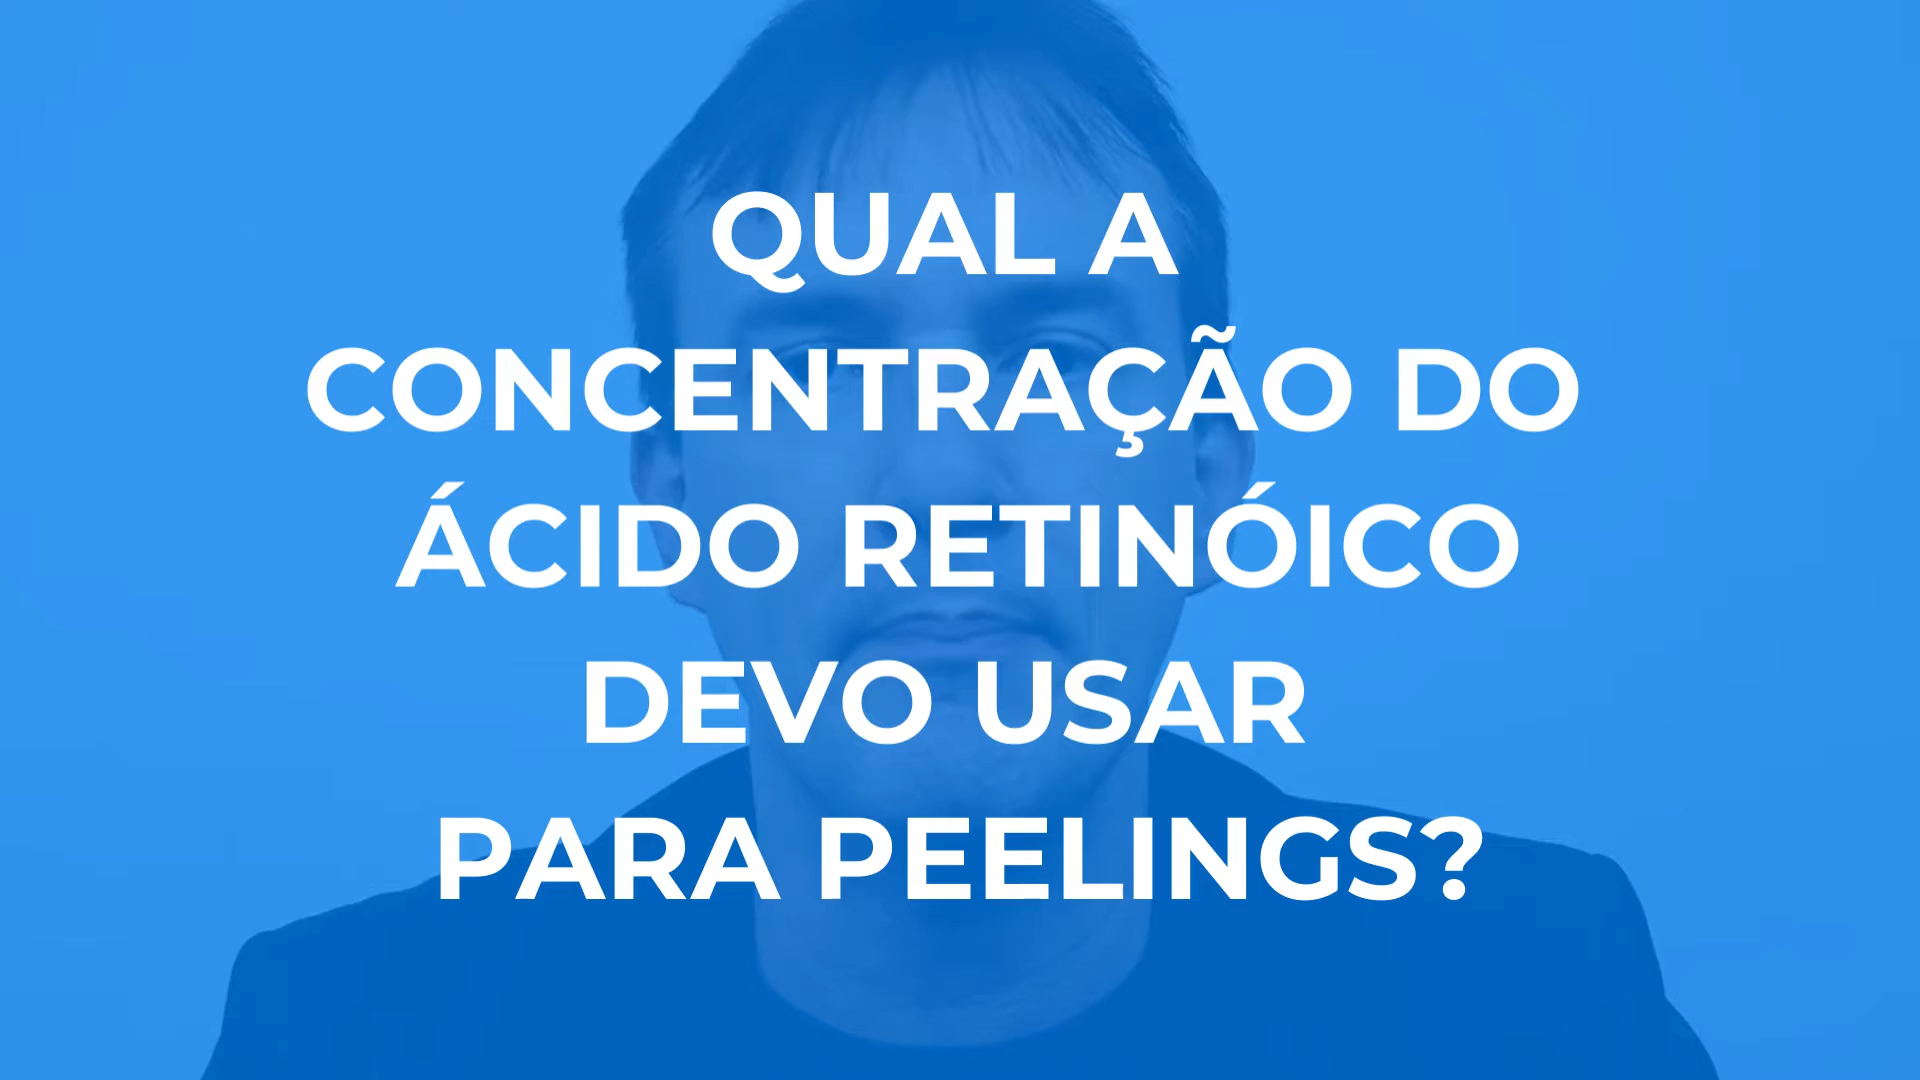 QUAL A
CONCENTRAÇÃO DO
ÁCIDO RETINÓICO
DEVO USAR
PARA PEELINGS?